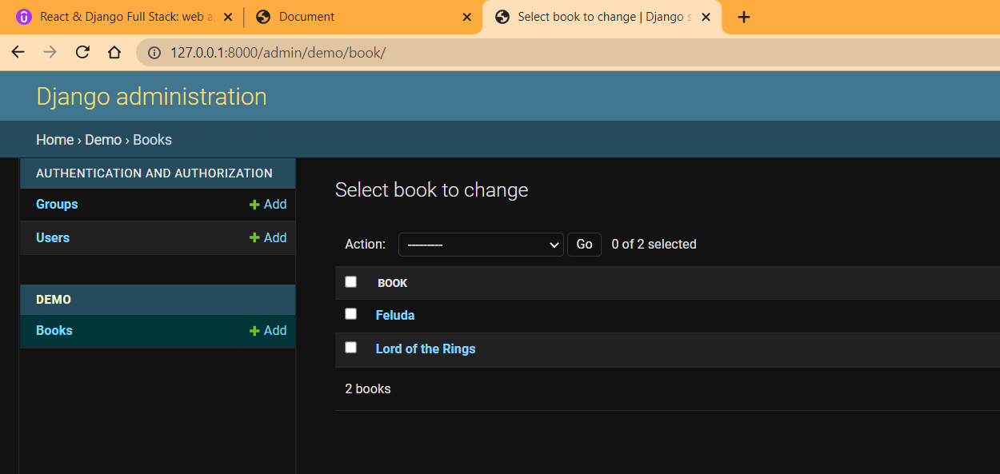 React & Django Full Stack: web a
Document
Select book to change | Django s
127.0.0.1:8000/admin/demo/book/
Django administration
Home › Demo › Books
AUTHENTICATION AND AUTHORIZATION
Groups + Add
Users + Add
DEMO
Books + Add
Select book to change
Action: --------- Go 0 of 2 selected
BOOK
Feluda
Lord of the Rings
2 books